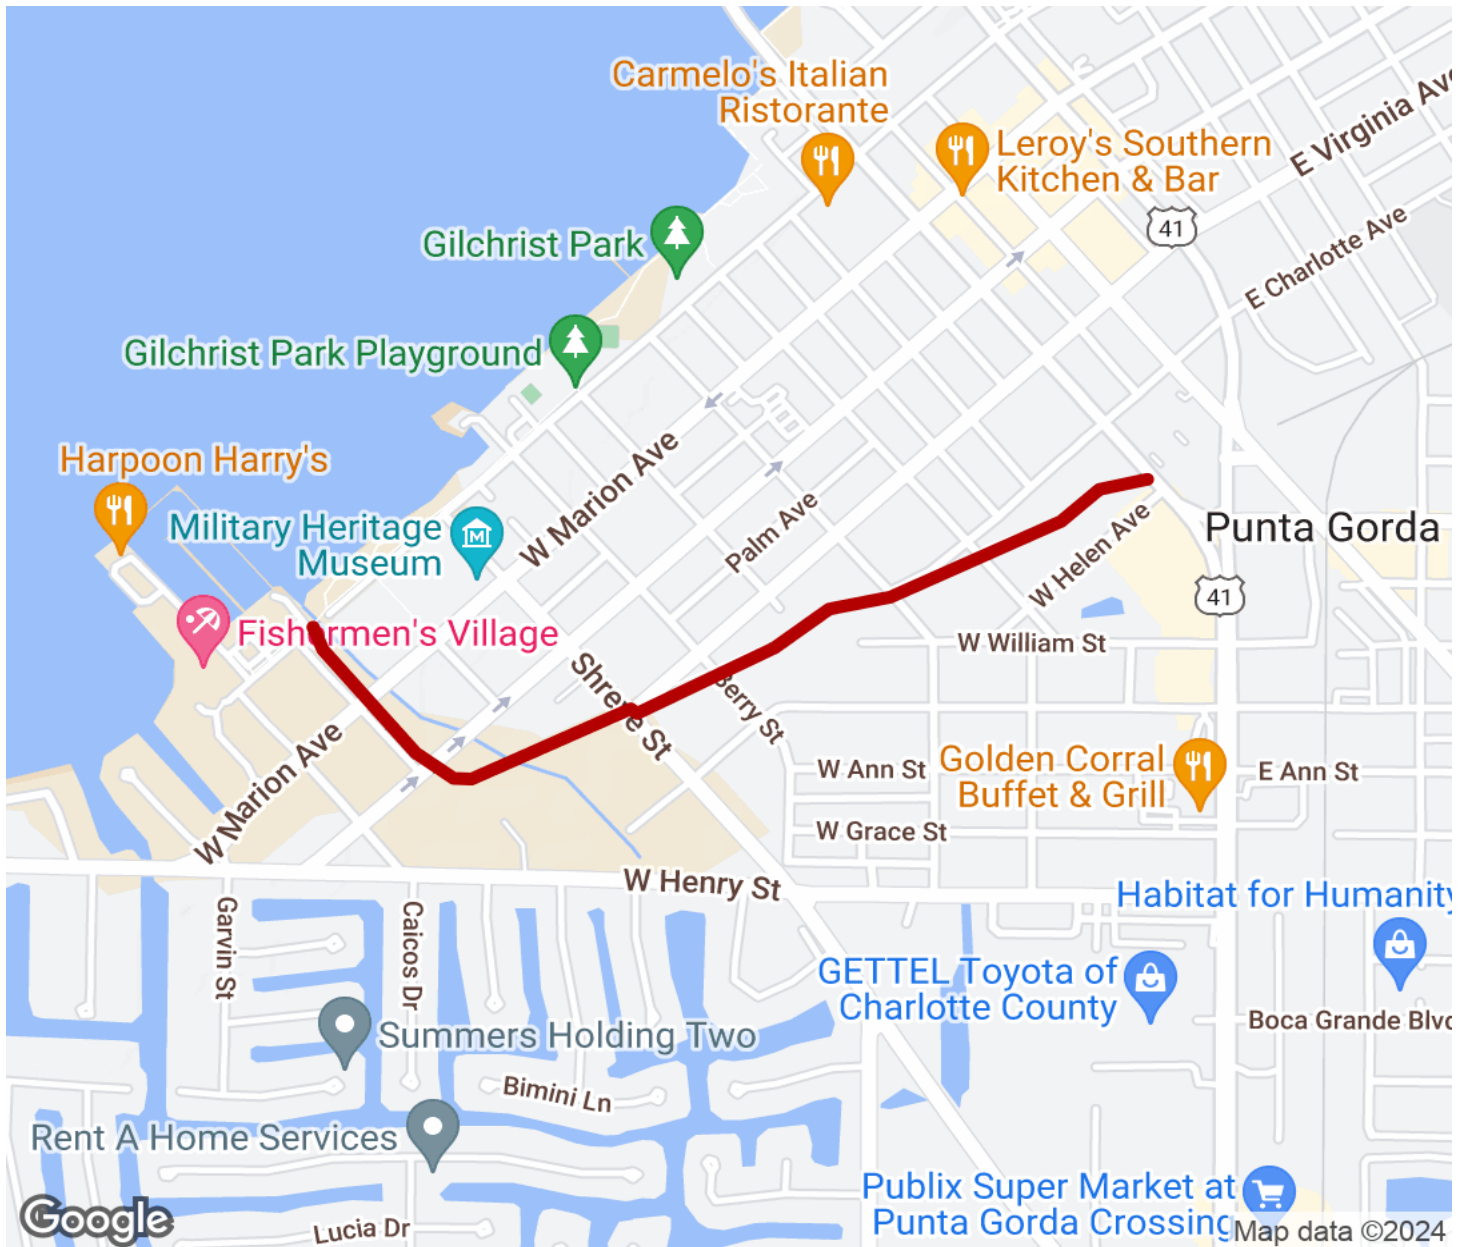 Carmelo's Italian
Ristorante
Leroy's Southern
Kitchen & Bar
E Virginia Ave
41
E Charlotte Ave
Gilchrist Park
Gilchrist Park Playground
Harpoon Harry's
W Marion Ave
Military Heritage
Museum
M
Palm Ave
Punta Gorda
W Helen Ave
41
Fishermen's Village
W William St
Shreve St
Berry St
W Marion Ave
W Ann St
Golden Corral
Buffet & Grill
E Ann St
W Grace St
W Henry St
Habitat for Humanity
Garvin St
Caicos Dr
GETTEL Toyota of
Charlotte County
Boca Grande Blvd
Summers Holding Two
Bimini Ln
Rent A Home Services
Publix Super Market at
Punta Gorda Crossing
Google
Lucia Dr
Map data ©2024